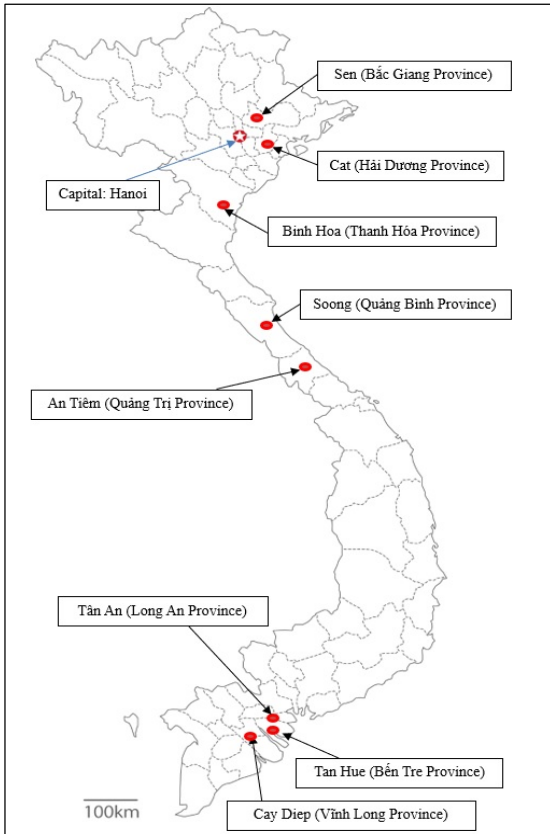 Sen (Bắc Giang Province)
Cat (Hải Dương Province)
Capital: Hanoi
Binh Hoa (Thanh Hóa Province)
Soong (Quảng Bình Province)
An Tiêm (Quảng Trị Province)
Tân An (Long An Province)
Tan Hue (Bến Tre Province)
Cay Diep (Vĩnh Long Province)
100km